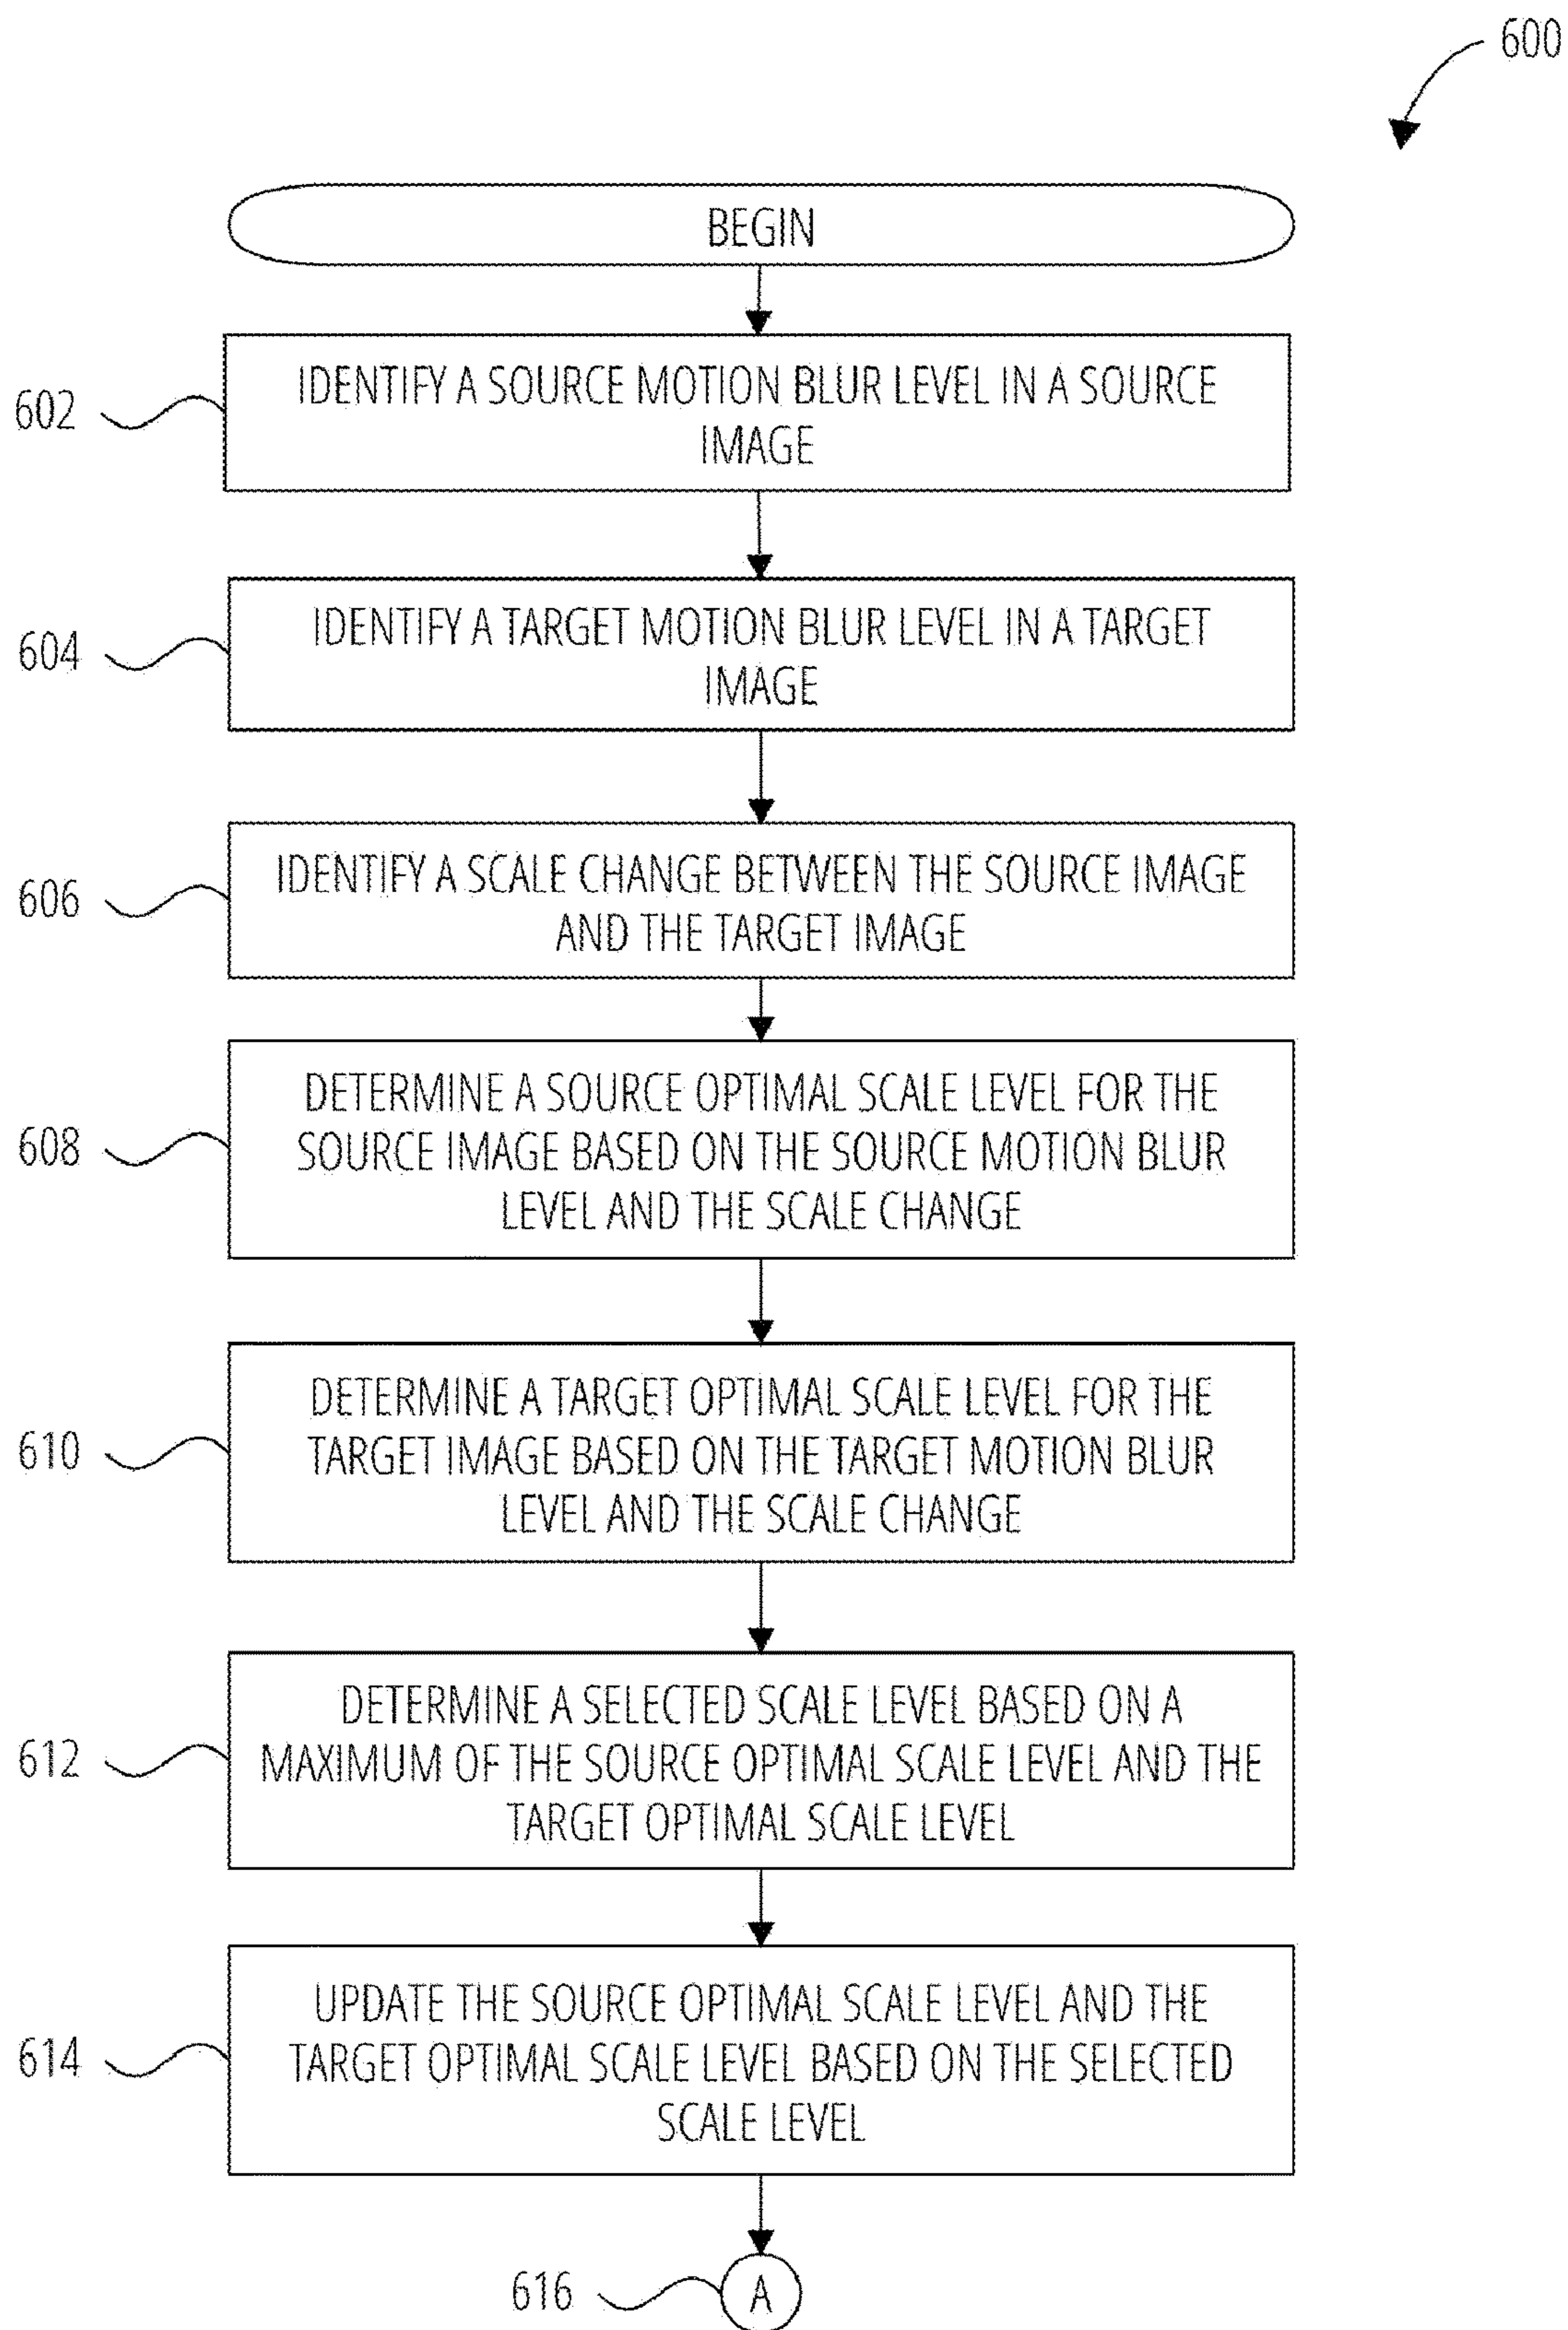 600
BEGIN
602
IDENTIFY A SOURCE MOTION BLUR LEVEL IN A SOURCE
IMAGE
604
IDENTIFY A TARGET MOTION BLUR LEVEL IN A TARGET
IMAGE
606
IDENTIFY A SCALE CHANGE BETWEEN THE SOURCE IMAGE
AND THE TARGET IMAGE
608
DETERMINE A SOURCE OPTIMAL SCALE LEVEL FOR THE
SOURCE IMAGE BASED ON THE SOURCE MOTION BLUR
LEVEL AND THE SCALE CHANGE
610
DETERMINE A TARGET OPTIMAL SCALE LEVEL FOR THE
TARGET IMAGE BASED ON THE TARGET MOTION BLUR
LEVEL AND THE SCALE CHANGE
612
DETERMINE A SELECTED SCALE LEVEL BASED ON A
MAXIMUM OF THE SOURCE OPTIMAL SCALE LEVEL AND THE
TARGET OPTIMAL SCALE LEVEL
614
UPDATE THE SOURCE OPTIMAL SCALE LEVEL AND THE
TARGET OPTIMAL SCALE LEVEL BASED ON THE SELECTED
SCALE LEVEL
616
A